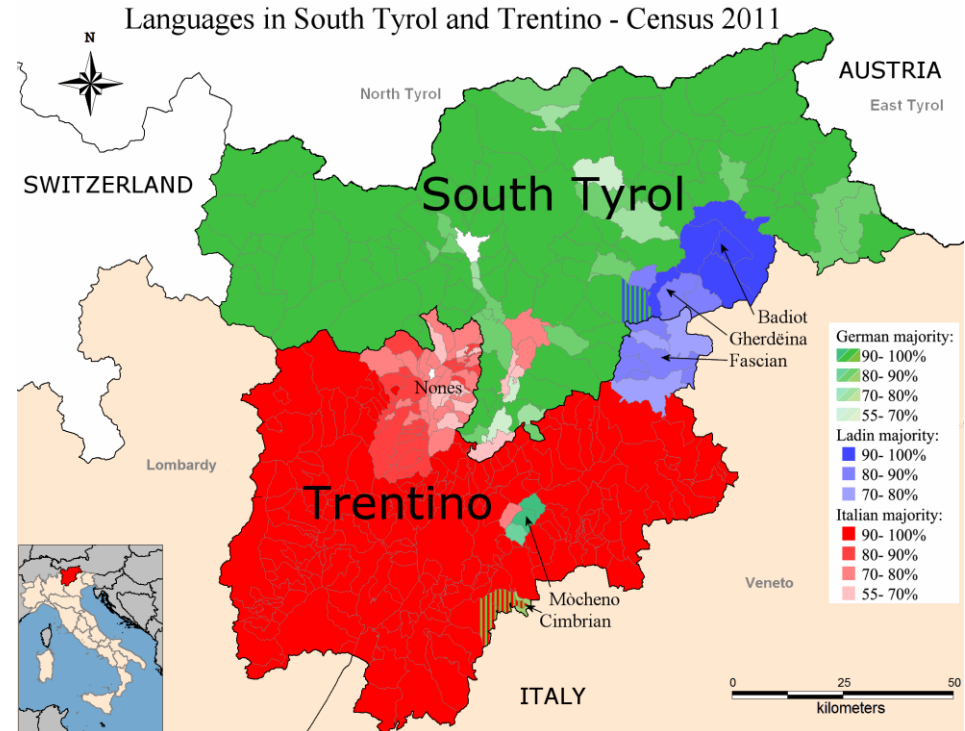 Languages in South Tyrol and Trentino - Census 2011
N
AUSTRIA
North Tyrol
East Tyrol
SWITZERLAND
South Tyrol
Badiot
Gherdëina
Fascian
Nones
Lombardy
Trentino
Mòcheno
Cimbrian
Veneto
ITALY
German majority:
90- 100%
80- 90%
70- 80%
55- 70%
Ladin majority:
90- 100%
80- 90%
70- 80%
Italian majority:
90- 100%
80- 90%
70- 80%
55- 70%
0 25 50
kilometers